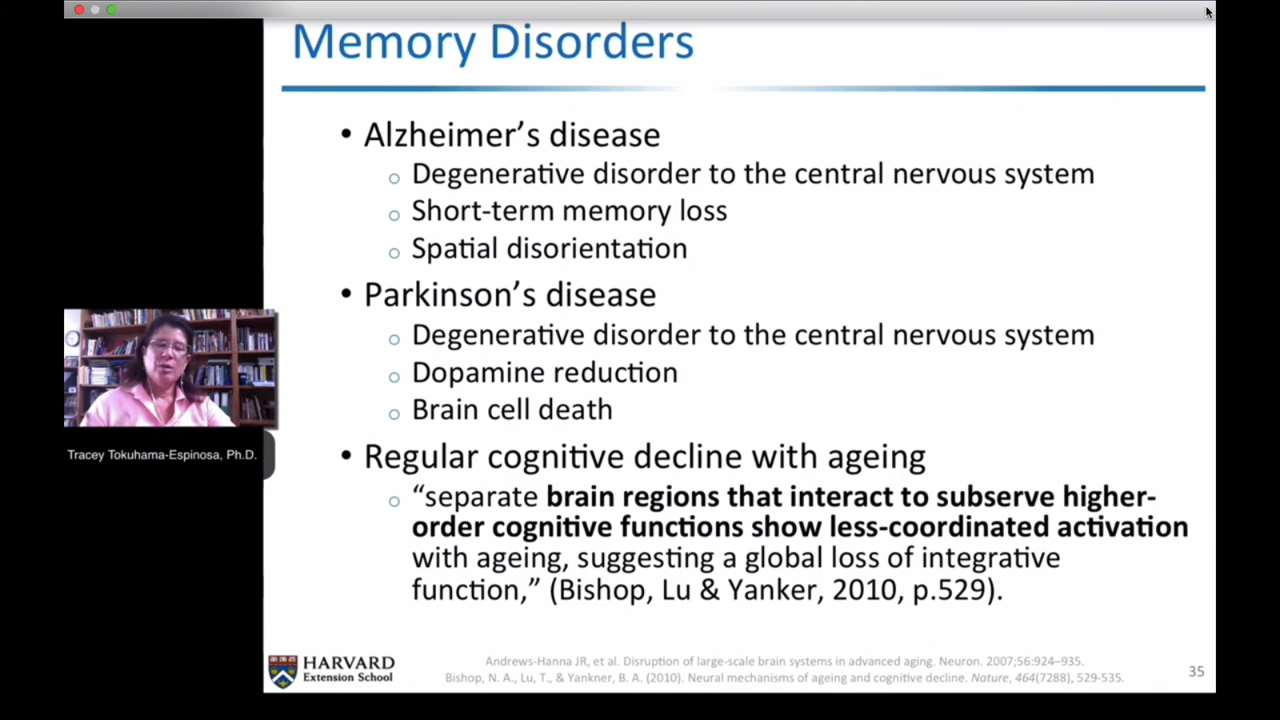 Memory Disorders
• Alzheimer’s disease
o Degenerative disorder to the central nervous system
o Short-term memory loss
o Spatial disorientation
• Parkinson’s disease
o Degenerative disorder to the central nervous system
o Dopamine reduction
o Brain cell death
• Regular cognitive decline with ageing
o “separate brain regions that interact to subserve higher-
order cognitive functions show less-coordinated activation
with ageing, suggesting a global loss of integrative
function,” (Bishop, Lu & Yanker, 2010, p.529).
Tracey Tokuhama-Espinosa, Ph.D.
HARVARD
Extension School
Andrews-Hanna JR, et al. Disruption of large-scale brain systems in advanced aging. Neuron. 2007;56:924–935.
Bishop, N. A., Lu, T., & Yankner, B. A. (2010). Neural mechanisms of ageing and cognitive decline. Nature, 464(7288), 529-535.
35